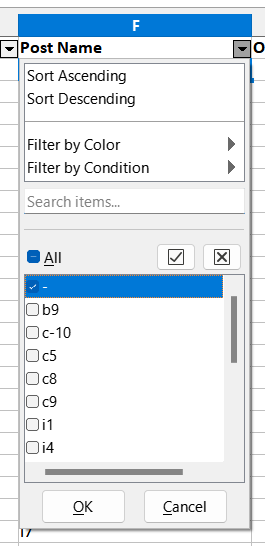 F
Post Name
O
Sort Ascending
Sort Descending
Filter by Color
Filter by Condition
Search items...
All
-
b9
c-10
c5
c8
c9
i1
i4
OK
Cancel